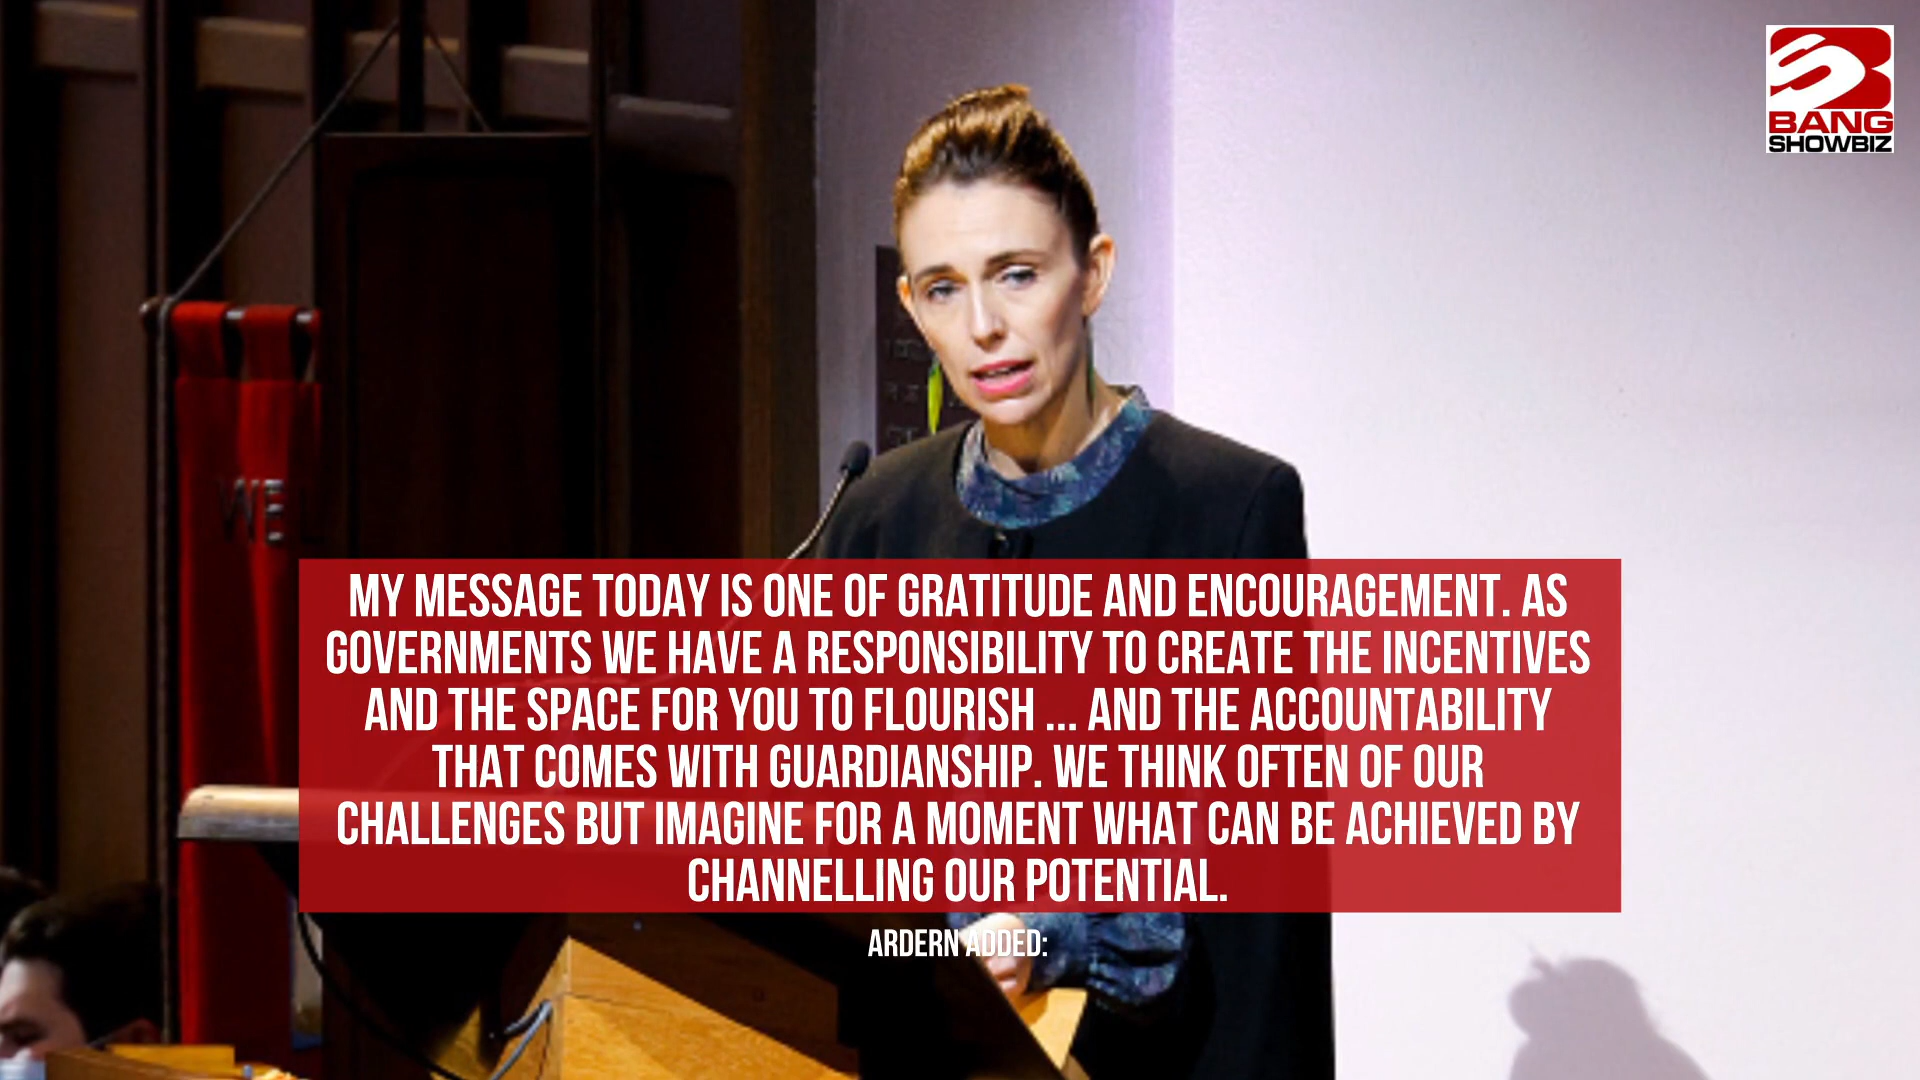 BANG
SHOWBIZ
WE
MY MESSAGE TODAY IS ONE OF GRATITUDE AND ENCOURAGEMENT. AS
GOVERNMENTS WE HAVE A RESPONSIBILITY TO CREATE THE INCENTIVES
AND THE SPACE FOR YOU TO FLOURISH ... AND THE ACCOUNTABILITY
THAT COMES WITH GUARDIANSHIP. WE THINK OFTEN OF OUR
CHALLENGES BUT IMAGINE FOR A MOMENT WHAT CAN BE ACHIEVED BY
CHANNELLING OUR POTENTIAL.
ARDERN ADDED: